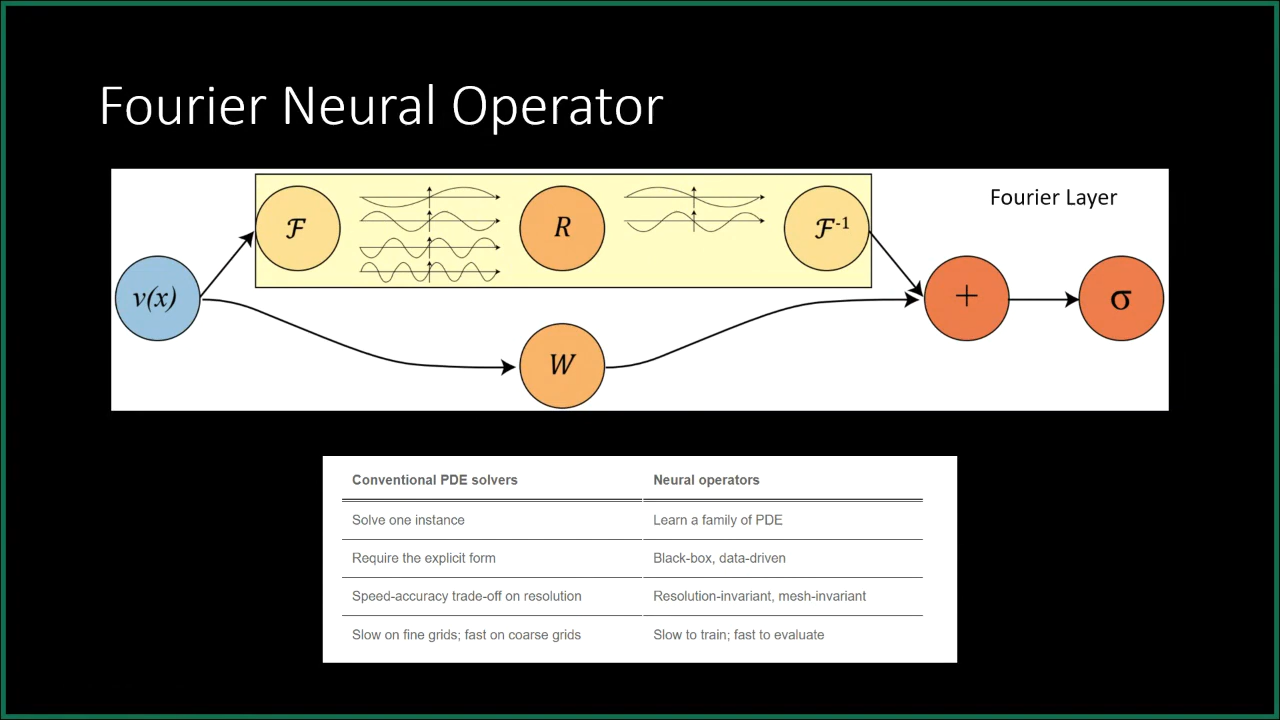 Fourier Neural Operator
Fourier Layer
ℱ
R
ℱ-1
v(x)
+
σ
W
Conventional PDE solvers Neural operators
Solve one instance Learn a family of PDE
Require the explicit form Black-box, data-driven
Speed-accuracy trade-off on resolution Resolution-invariant, mesh-invariant
Slow on fine grids; fast on coarse grids Slow to train; fast to evaluate